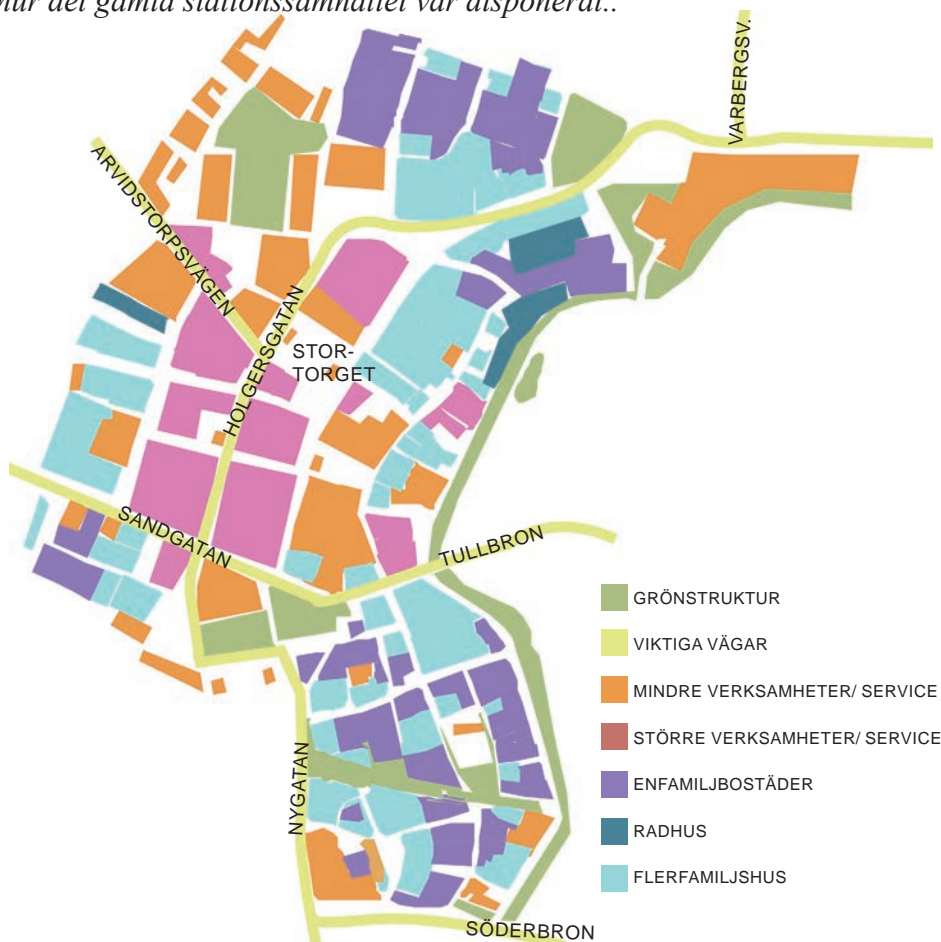 hur det gamla stationssamhället var disponerat..
VARBERGSV.
ARVIDSTORPSVÄGEN
HOLGERSGATAN
STOR-
TORGET
SANDGATAN
TULLBRON
NYGATAN
SÖDERBRON
GRÖNSTRUKTUR
VIKTIGA VÄGAR
MINDRE VERKSAMHETER/ SERVICE
STÖRRE VERKSAMHETER/ SERVICE
ENFAMILJBOSTÄDER
RADHUS
FLERFAMILJSHUS